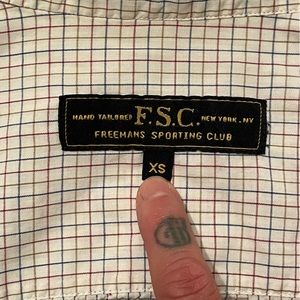 HAND TAILORED F.S.C. NEW YORK, NY
FREEMANS SPORTING CLUB
XS